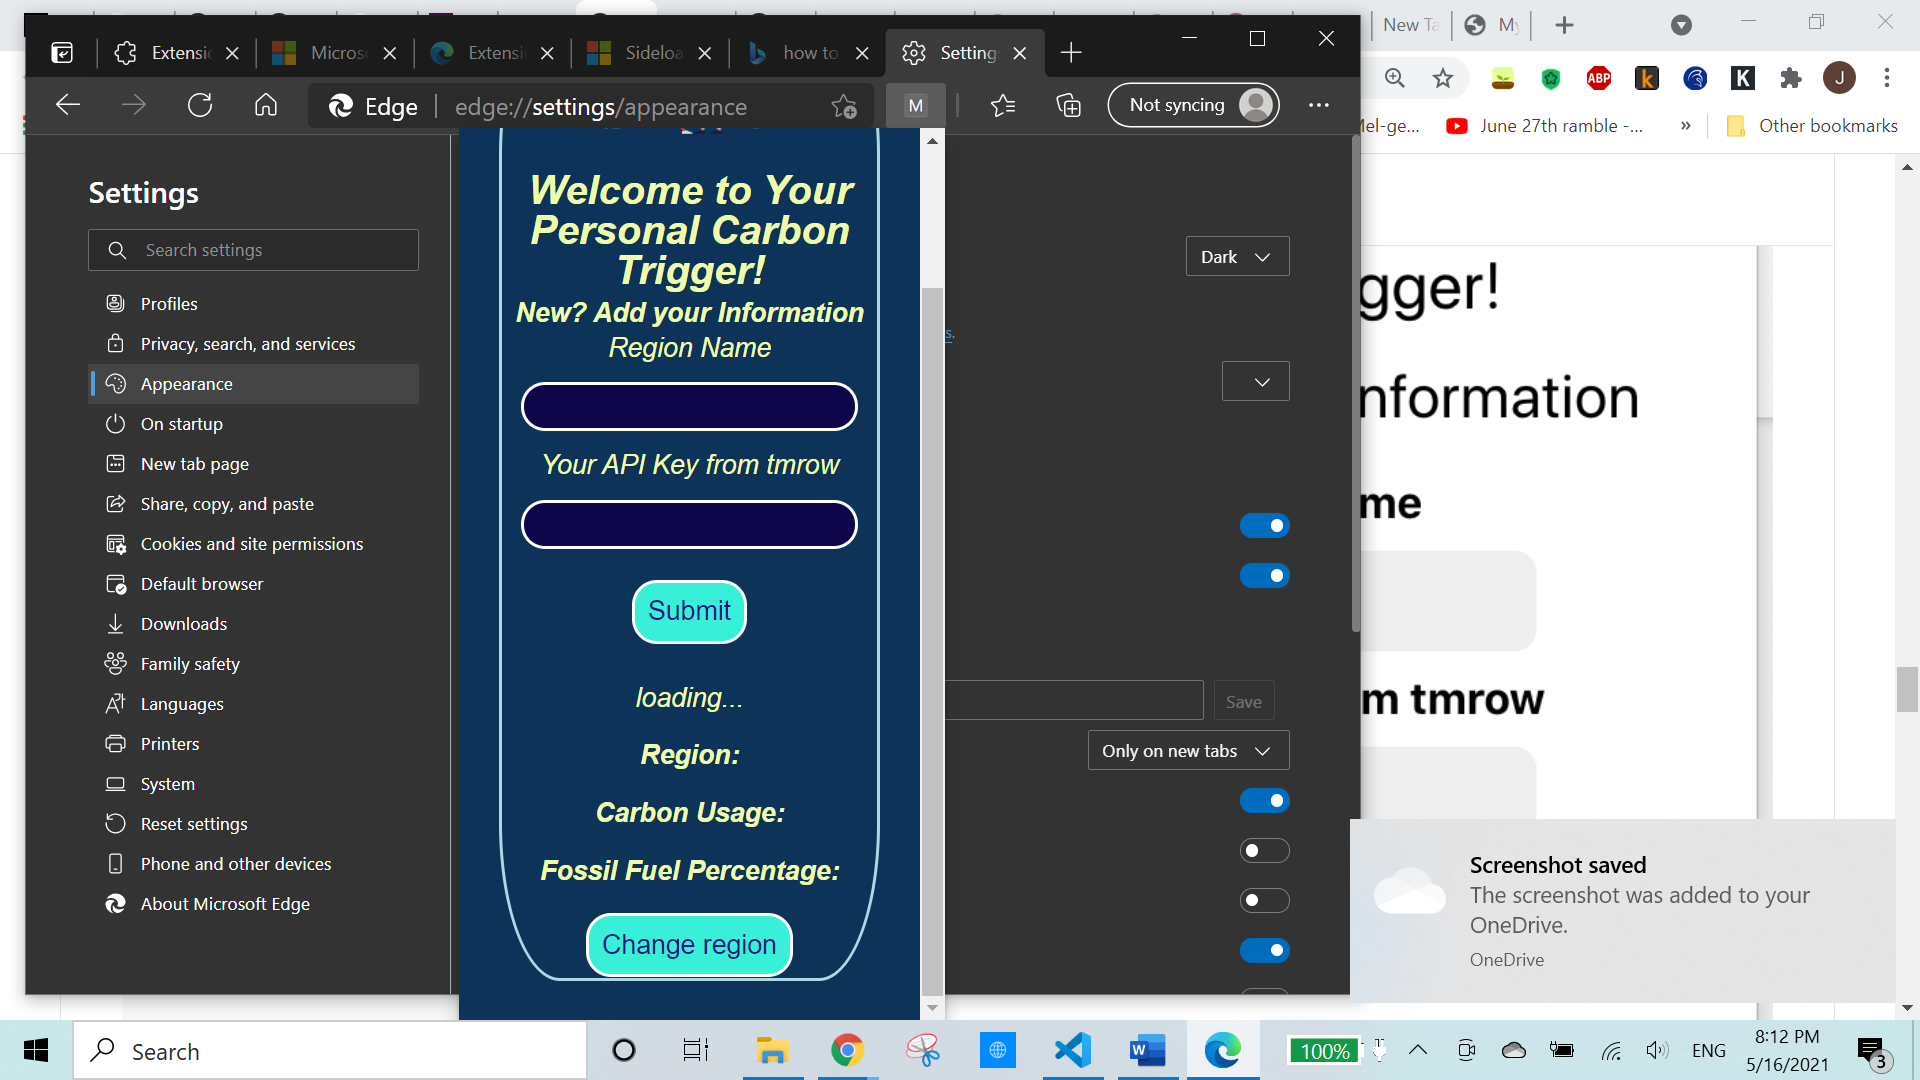 New Ta
My
Extensi
Microso
Extensi
Sideloa
how to
Setting
Edge
edge://settings/appearance
M
Not syncing
ABP
k
K
J
Mel-ge...
June 27th ramble -...
»
Other bookmarks
Settings
Search settings
Profiles
Privacy, search, and services
Appearance
On startup
New tab page
Share, copy, and paste
Cookies and site permissions
Default browser
Downloads
Family safety
Languages
Printers
System
Reset settings
Phone and other devices
About Microsoft Edge
Welcome to Your
Personal Carbon
Trigger!
New? Add your Information
Region Name
Your API Key from tmrow
Submit
loading...
Region:
Carbon Usage:
Fossil Fuel Percentage:
Change region
Dark
s.
Save
Only on new tabs
gger!
nformation
me
m tmrow
Screenshot saved
The screenshot was added to your
OneDrive.
OneDrive
Search
W
100%
ENG
8:12 PM
5/16/2021
3